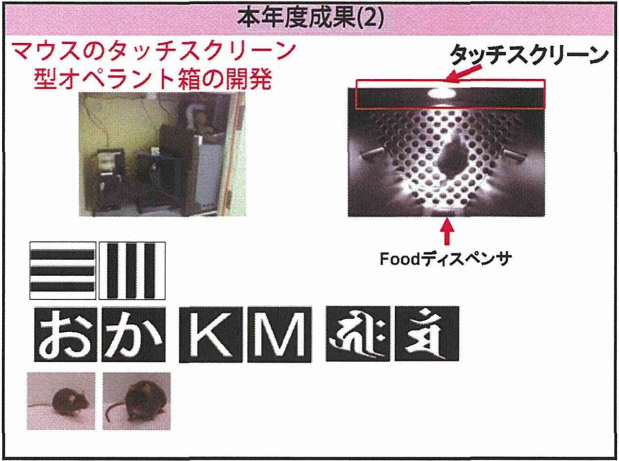 本年度成果(2)
マウスのタッチスクリーン
型オペラント箱の開発
タッチスクリーン
Foodディスペンサ
おか KM